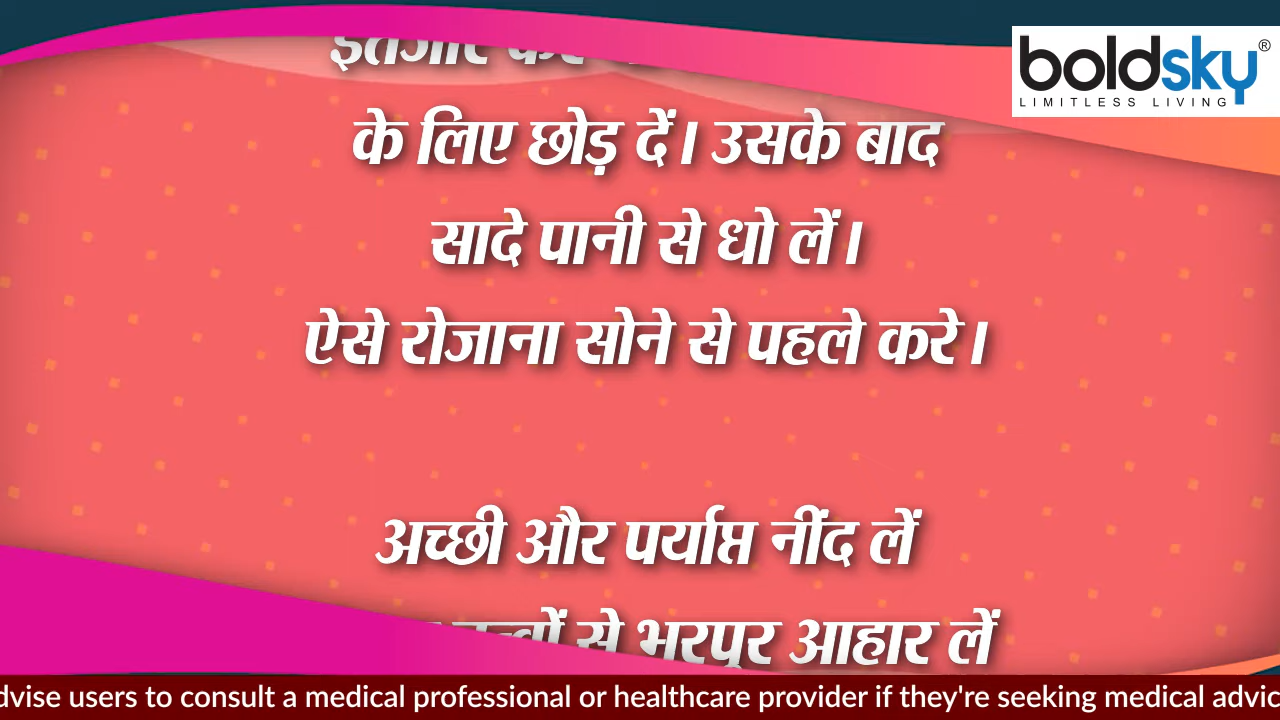 boldsky®
LIMITLESS LIVING
के लिए छोड़ दें। उसके बाद
सादे पानी से धो लें।
ऐसे रोजाना सोने से पहले करे।
अच्छी और पर्याप्त नींद लें
से भरपूर आहार लें
dvise users to consult a medical professional or healthcare provider if they're seeking medical advic